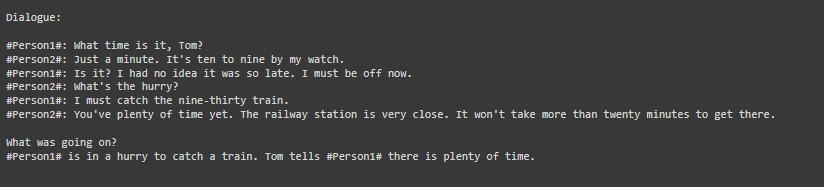 Dialogue:
#Person1#: What time is it, Tom?
#Person2#: Just a minute. It's ten to nine by my watch.
#Person1#: Is it? I had no idea it was so late. I must be off now.
#Person2#: What's the hurry?
#Person1#: I must catch the nine-thirty train.
#Person2#: You've plenty of time yet. The railway station is very close. It won't take more than twenty minutes to get there.
What was going on?
#Person1# is in a hurry to catch a train. Tom tells #Person1# there is plenty of time.